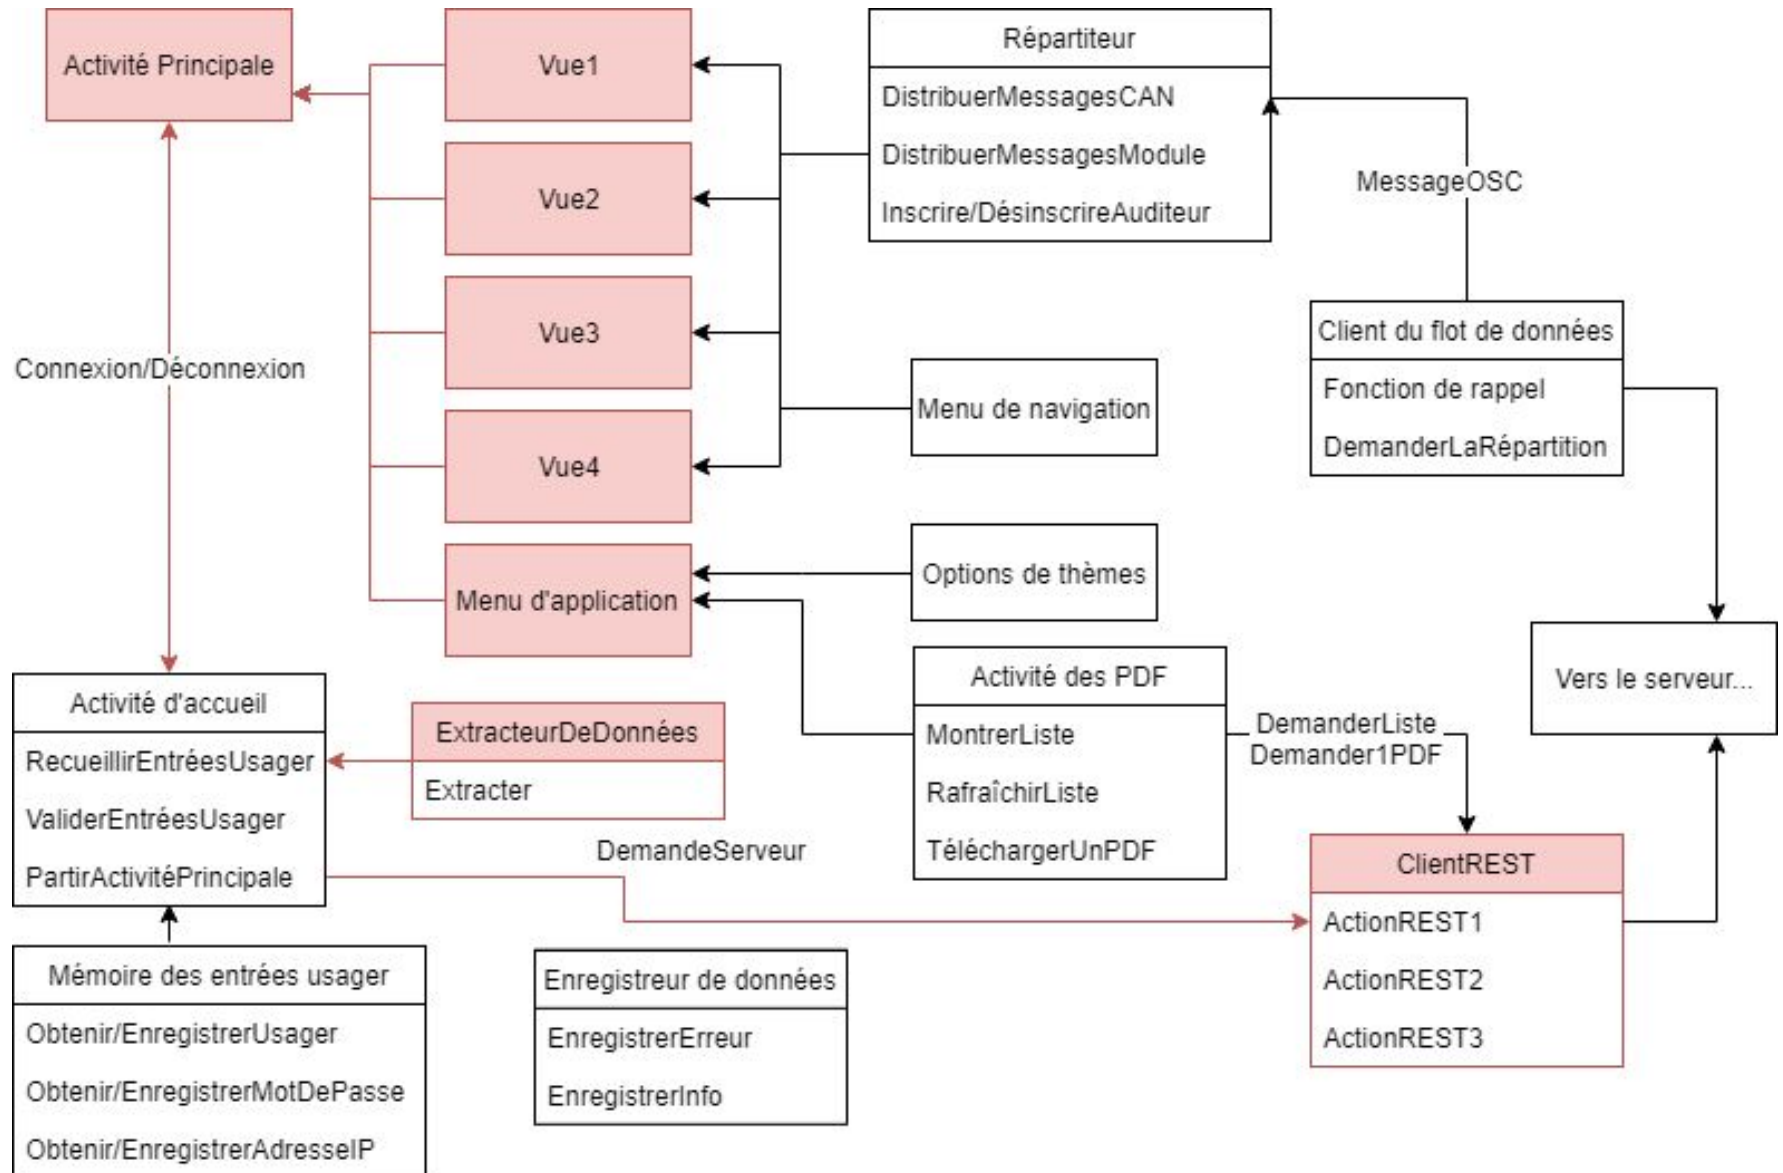 Activité Principale
Vue1
Vue2
Vue3
Vue4
Menu d'application
Répartiteur
DistribuerMessagesCAN
DistribuerMessagesModule
Inscrire/DésinscrireAuditeur
MessageOSC
Client du flot de données
Fonction de rappel
DemanderLaRépartition
Connexion/Déconnexion
Menu de navigation
Options de thèmes
Vers le serveur...
Activité des PDF
MontrerListe
RafraîchirListe
TéléchargerUnPDF
DemanderListe
Demander1PDF
Activité d'accueil
RecueillirEntréesUsager
ValiderEntréesUsager
PartirActivitéPrincipale
ExtracteurDeDonnées
Extracter
DemandeServeur
ClientREST
ActionREST1
ActionREST2
ActionREST3
Mémoire des entrées usager
Obtenir/EnregistrerUsager
Obtenir/EnregistrerMotDePasse
Obtenir/EnregistrerAdresseIP
Enregistreur de données
EnregistrerErreur
EnregistrerInfo